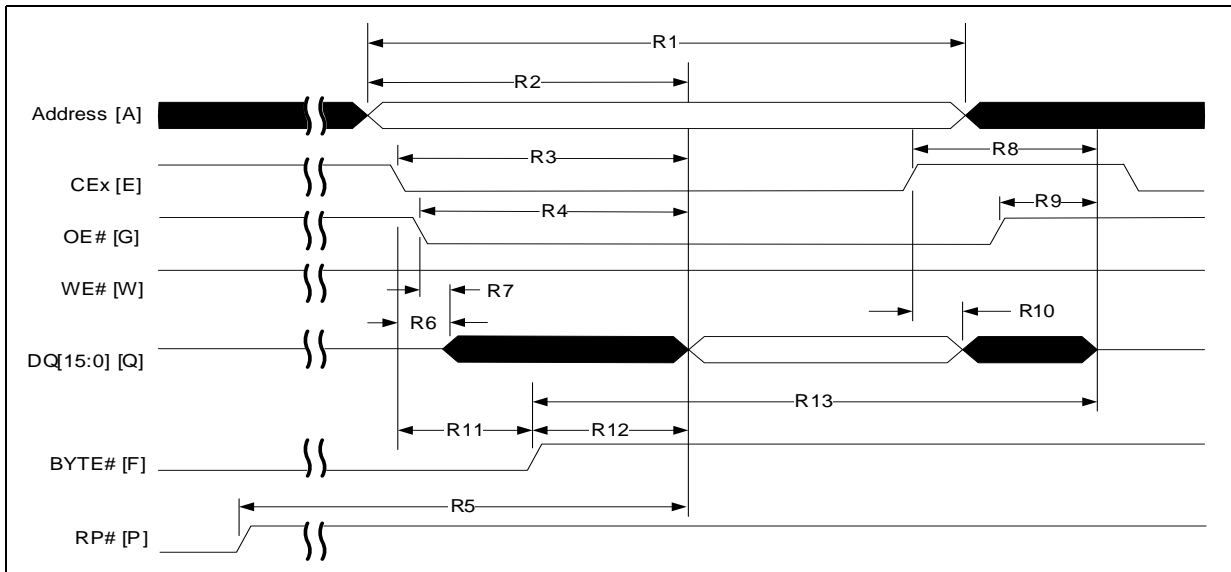 R1
R2
Address [A]
R3
R8
CEx [E]
R4
R9
OE# [G]
WE# [W]
R7
R6
R10
DQ[15:0] [Q]
R13
R11
R12
BYTE# [F]
R5
RP# [P]